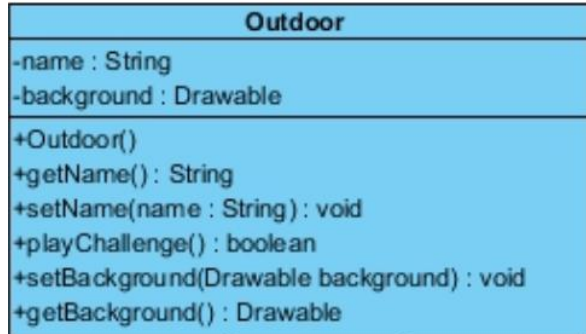 Outdoor
-name : String
-background : Drawable
+Outdoor()
+getName() : String
+setName(name : String) : void
+playChallenge() : boolean
+setBackground(Drawable background) : void
+getBackground() : Drawable